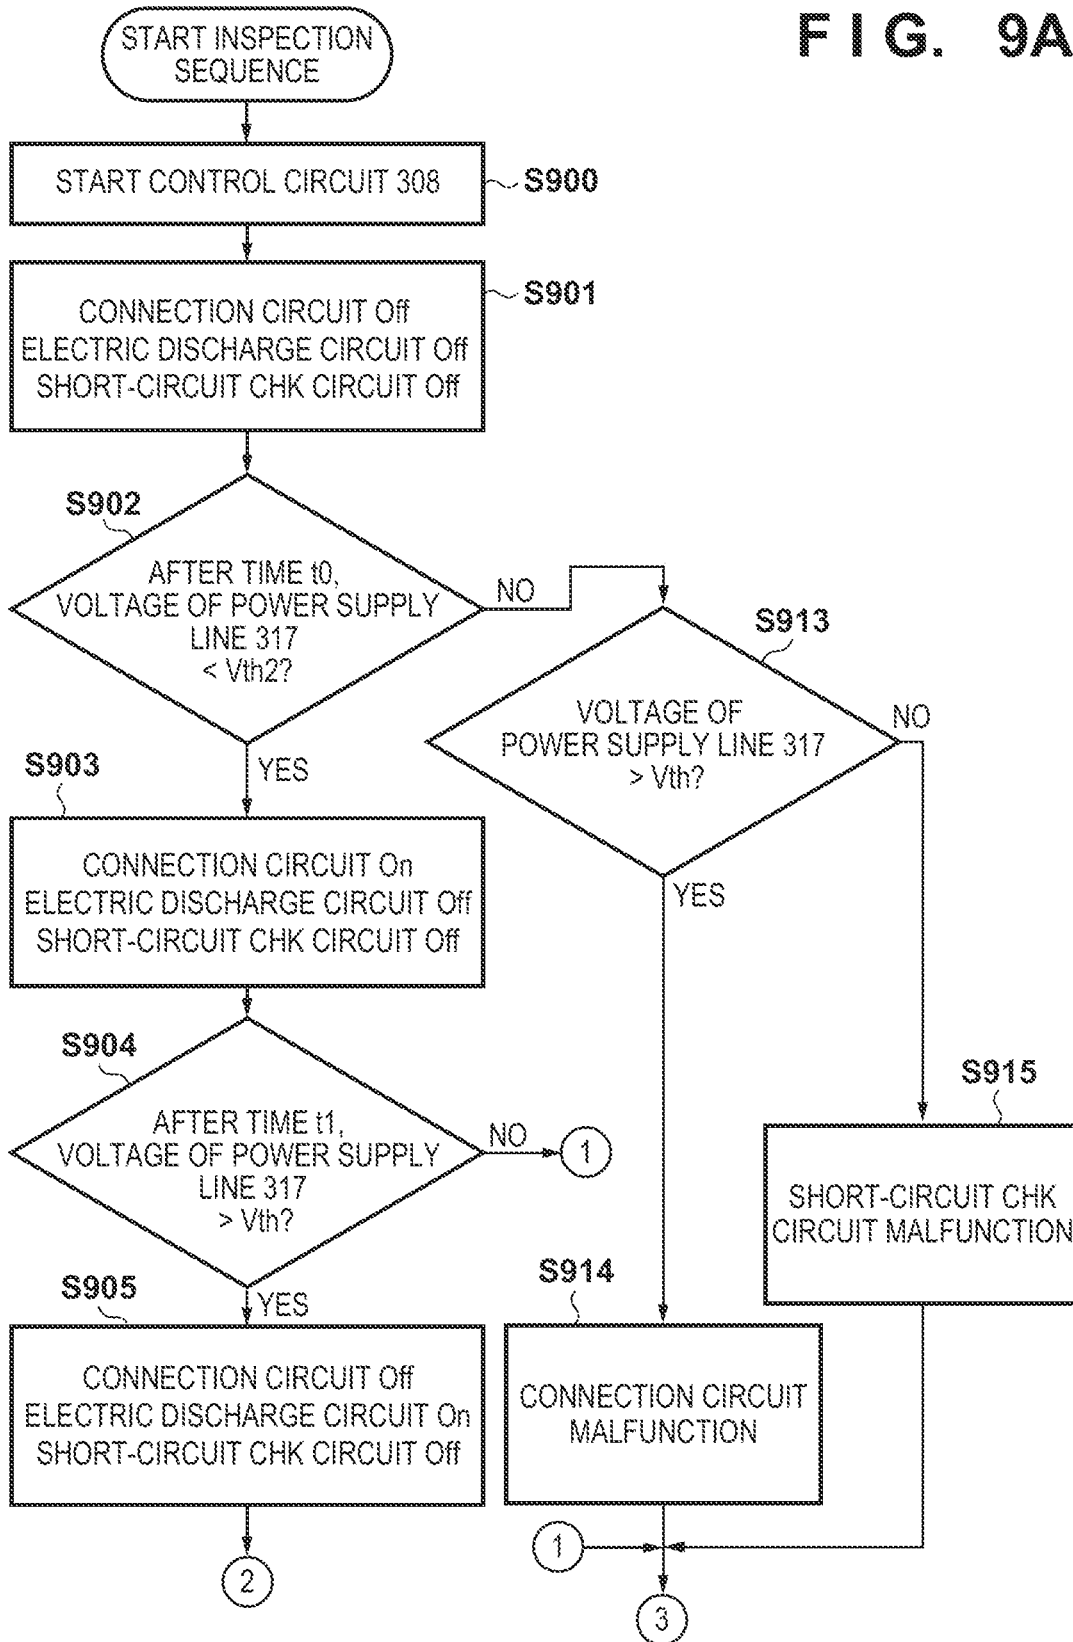 FIG. 9A
START INSPECTION
SEQUENCE
START CONTROL CIRCUIT 308
S900
CONNECTION CIRCUIT Off
ELECTRIC DISCHARGE CIRCUIT Off
SHORT-CIRCUIT CHK CIRCUIT Off
S901
S902
AFTER TIME t0,
VOLTAGE OF POWER SUPPLY
LINE 317
< Vth2?
NO
YES
S913
VOLTAGE OF
POWER SUPPLY LINE 317
> Vth?
NO
YES
S903
CONNECTION CIRCUIT On
ELECTRIC DISCHARGE CIRCUIT Off
SHORT-CIRCUIT CHK CIRCUIT Off
S904
AFTER TIME t1,
VOLTAGE OF POWER SUPPLY
LINE 317
> Vth?
NO
1
YES
S915
SHORT-CIRCUIT CHK
CIRCUIT MALFUNCTION
S905
CONNECTION CIRCUIT Off
ELECTRIC DISCHARGE CIRCUIT On
SHORT-CIRCUIT CHK CIRCUIT Off
S914
CONNECTION CIRCUIT
MALFUNCTION
1
2
3